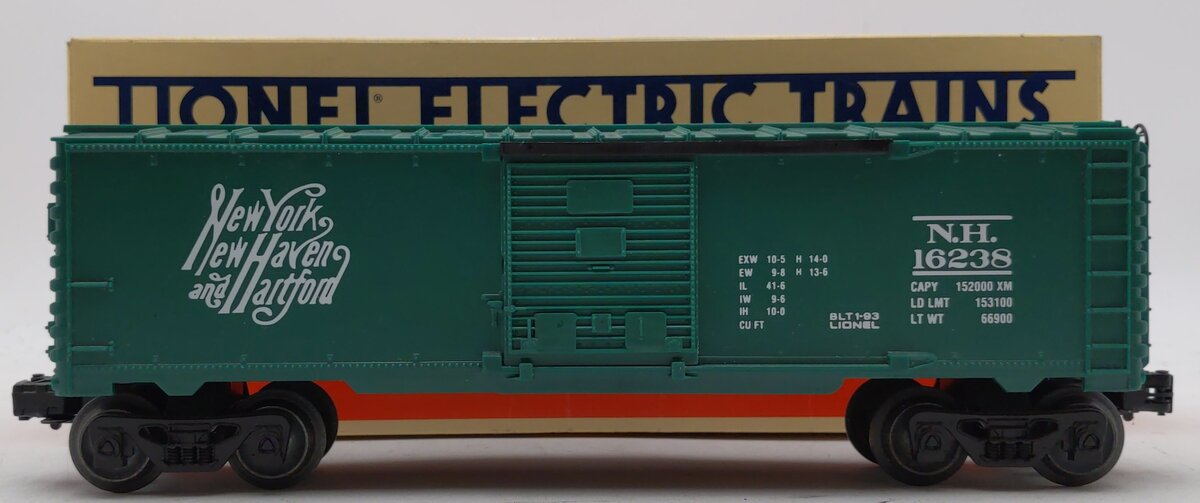 LIONEL® ELECTRIC TRAINS
New York,
New Haven
and Hartford
EXW 10-5 H 14-0
EW 9-8 H 13-6
IL 41-6
IW 9-6
IH 10-0
CU FT
BLT 1-93
LIONEL
N.H.
16238
CAPY 152000 XM
LD LMT 153100
LT WT 66900